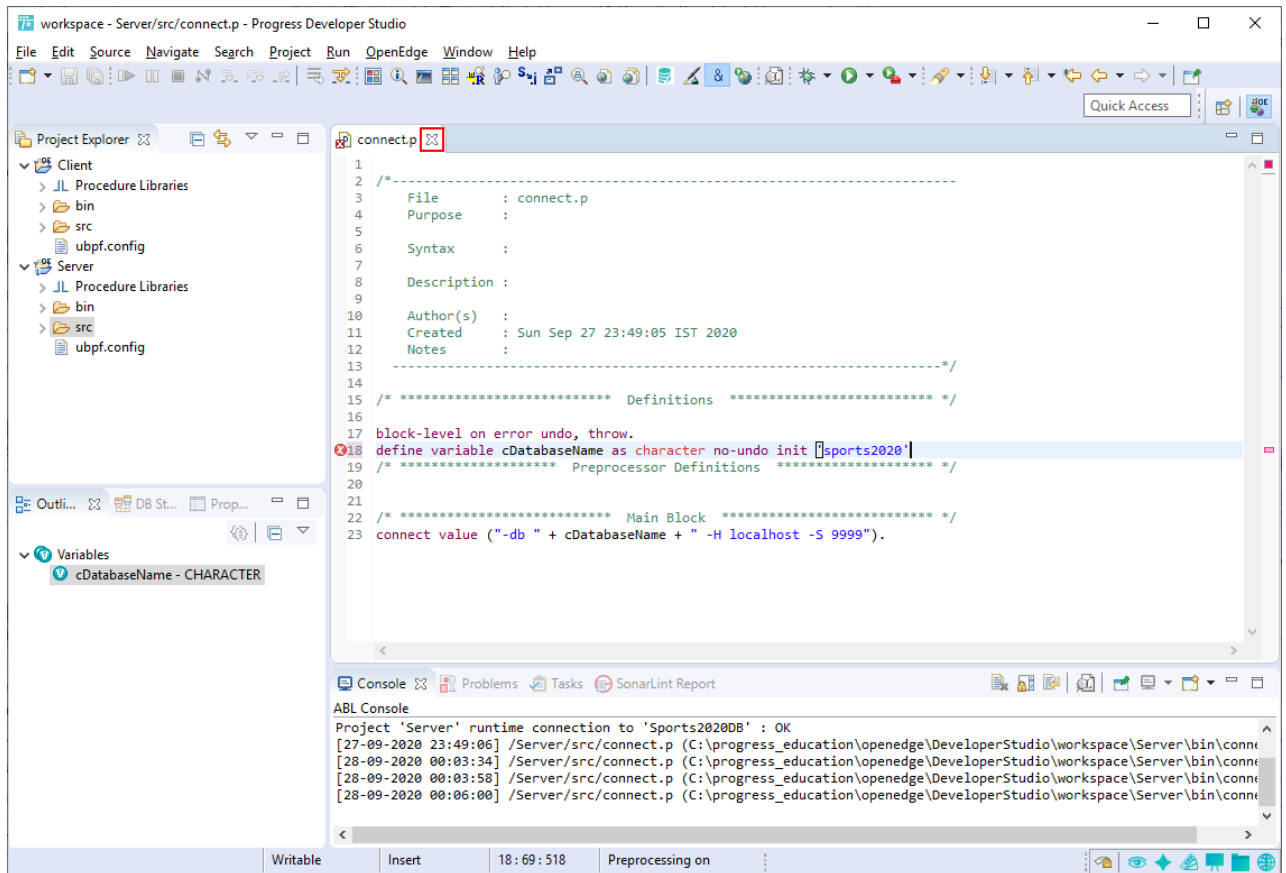 workspace - Server/src/connect.p - Progress Developer Studio
File Edit Source Navigate Search Project Run OpenEdge Window Help
Quick Access
Project Explorer
connect.p
Client
Procedure Libraries
bin
src
ubpf.config
Server
Procedure Libraries
bin
src
ubpf.config
1
2 /*------------------------------------------------------------------------
3 File : connect.p
4 Purpose :
5
6 Syntax :
7
8 Description :
9
10 Author(s) :
11 Created : Sun Sep 27 23:49:05 IST 2020
12 Notes :
13 ----------------------------------------------------------------------*/
14
15 /* *************************** Definitions ************************** */
16
17 block-level on error undo, throw.
18 define variable cDatabaseName as character no-undo init 'sports2020'
19 /* ******************** Preprocessor Definitions ******************** */
20
21
22 /* *************************** Main Block *************************** */
23 connect value ("-db " + cDatabaseName + " -H localhost -S 9999").
Outli... DB St... Prop...
Variables
cDatabaseName - CHARACTER
Console Problems Tasks SonarLint Report
ABL Console
Project 'Server' runtime connection to 'Sports2020DB' : OK
[27-09-2020 23:49:06] /Server/src/connect.p (C:\progress_education\openedge\DeveloperStudio\workspace\Server\bin\conne
[28-09-2020 00:03:34] /Server/src/connect.p (C:\progress_education\openedge\DeveloperStudio\workspace\Server\bin\conne
[28-09-2020 00:03:58] /Server/src/connect.p (C:\progress_education\openedge\DeveloperStudio\workspace\Server\bin\conne
[28-09-2020 00:06:00] /Server/src/connect.p (C:\progress_education\openedge\DeveloperStudio\workspace\Server\bin\conne
Writable Insert 18 : 69 : 518 Preprocessing on